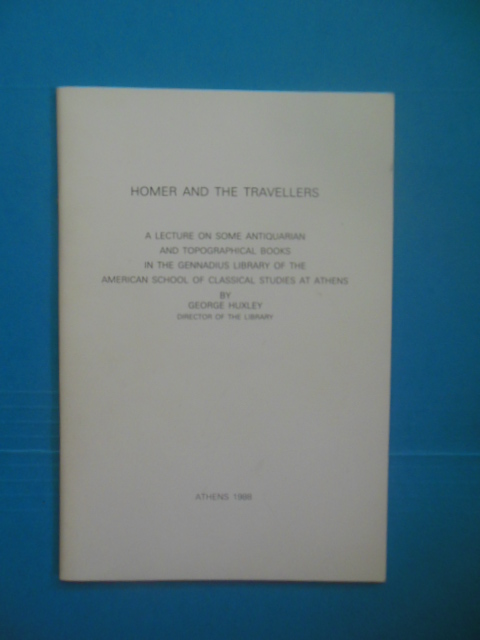 HOMER AND THE TRAVELLERS
A LECTURE ON SOME ANTIQUARIAN
AND TOPOGRAPHICAL BOOKS
IN THE GENNADIUS LIBRARY OF THE
AMERICAN SCHOOL OF CLASSICAL STUDIES AT ATHENS
BY
GEORGE HUXLEY
DIRECTOR OF THE LIBRARY
ATHENS 1988